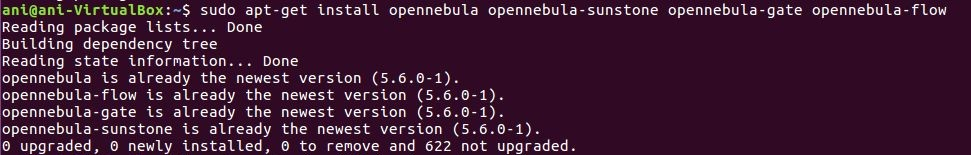 ani@ani-VirtualBox:~$ sudo apt-get install opennebula opennebula-sunstone opennebula-gate opennebula-flow
Reading package lists... Done
Building dependency tree
Reading state information... Done
opennebula is already the newest version (5.6.0-1).
opennebula-flow is already the newest version (5.6.0-1).
opennebula-gate is already the newest version (5.6.0-1).
opennebula-sunstone is already the newest version (5.6.0-1).
0 upgraded, 0 newly installed, 0 to remove and 622 not upgraded.